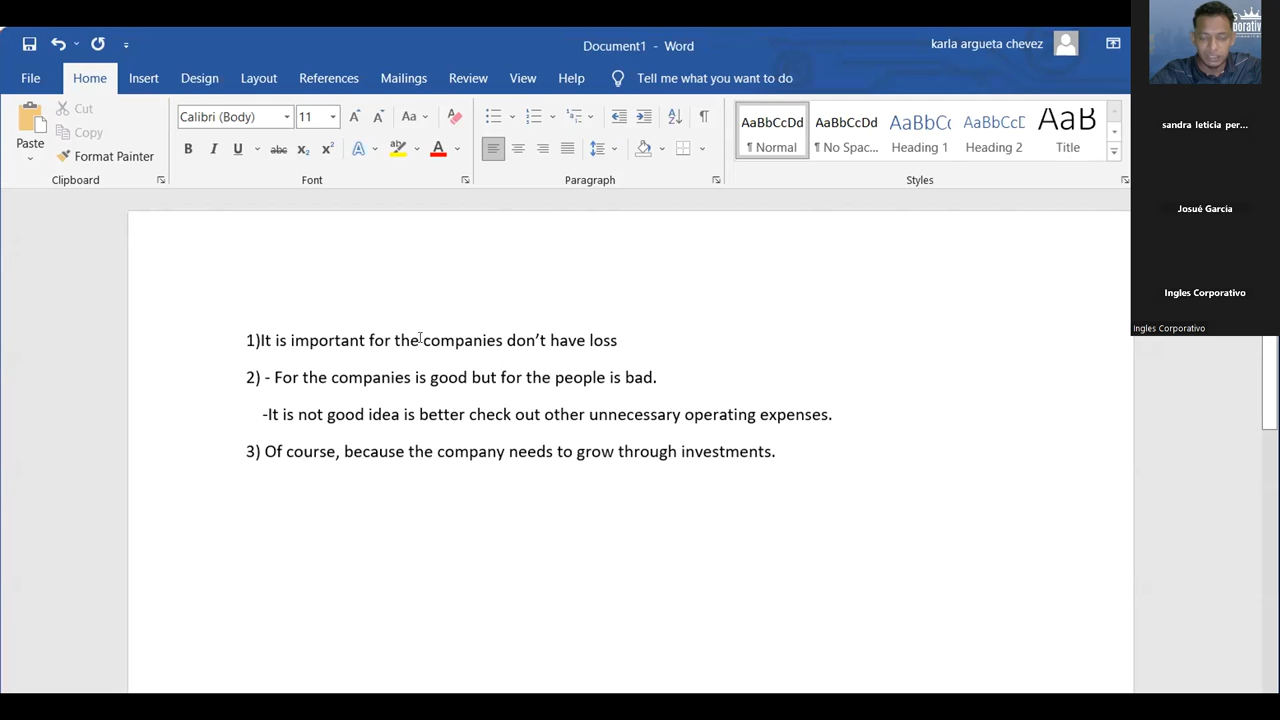 Document1 - Word
karla argueta chevez
File Home Insert Design Layout References Mailings Review View Help Tell me what you want to do
Paste
Cut
Copy
Format Painter
Clipboard
Calibri (Body) 11
Font
Paragraph
AaBbCcDd AaBbCcDd AaBbC AaBbCcD AaB
¶ Normal ¶ No Spac... Heading 1 Heading 2 Title
Styles
sandra leticia per...
Josué Garcia
Ingles Corporativo
Ingles Corporativo
1)It is important for the companies don't have loss
2) - For the companies is good but for the people is bad.
-It is not good idea is better check out other unnecessary operating expenses.
3) Of course, because the company needs to grow through investments.